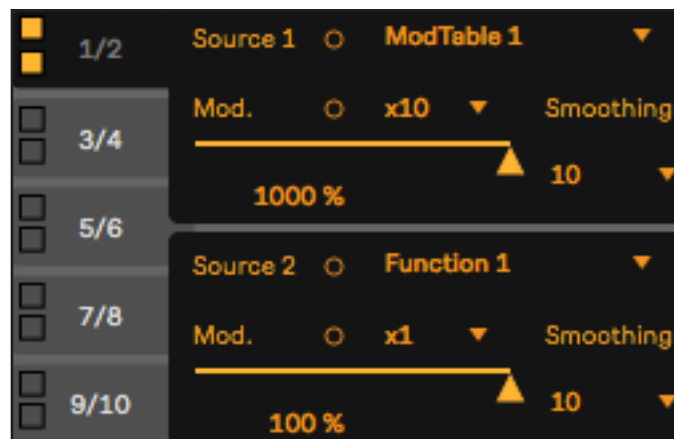 1/2
3/4
5/6
7/8
9/10
Source 1 ModTable 1
Mod. x10 Smoothing
10
1000 %
Source 2 Function 1
Mod. x1 Smoothing
10
100 %